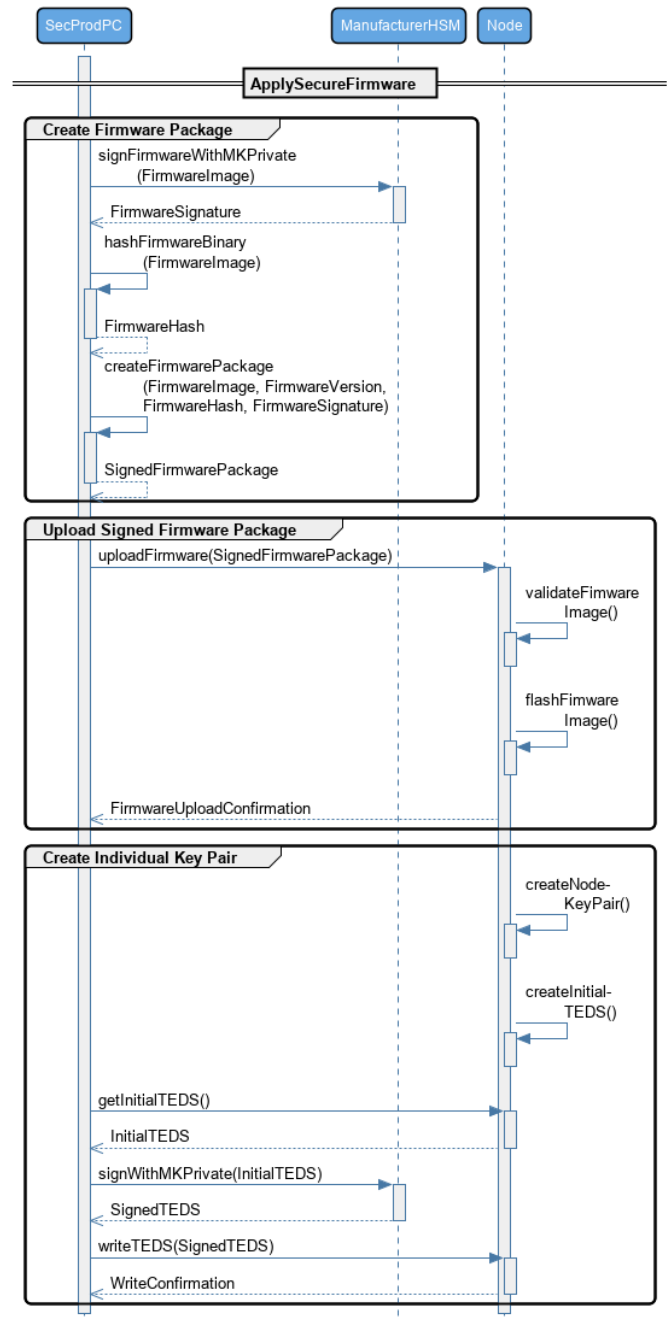 SecProdPC
ManufacturerHSM
Node
ApplySecureFirmware
Create Firmware Package
signFirmwareWithMKPrivate
(FirmwareImage)
FirmwareSignature
hashFirmwareBinary
(FirmwareImage)
FirmwareHash
createFirmwarePackage
(FirmwareImage, FirmwareVersion,
FirmwareHash, FirmwareSignature)
SignedFirmwarePackage
Upload Signed Firmware Package
uploadFirmware(SignedFirmwarePackage)
validateFimware
Image()
flashFimware
Image()
FirmwareUploadConfirmation
Create Individual Key Pair
createNode-
KeyPair()
createInitial-
TEDS()
getInitialTEDS()
InitialTEDS
signWithMKPrivate(InitialTEDS)
SignedTEDS
writeTEDS(SignedTEDS)
WriteConfirmation